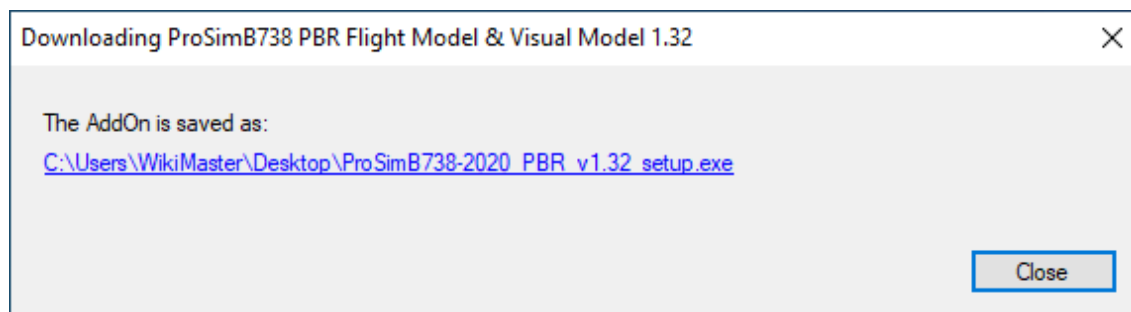 Downloading ProSimB738 PBR Flight Model & Visual Model 1.32
The AddOn is saved as:
C:\Users\WikiMaster\Desktop\ProSimB738-2020_PBR_v1.32_setup.exe
Close